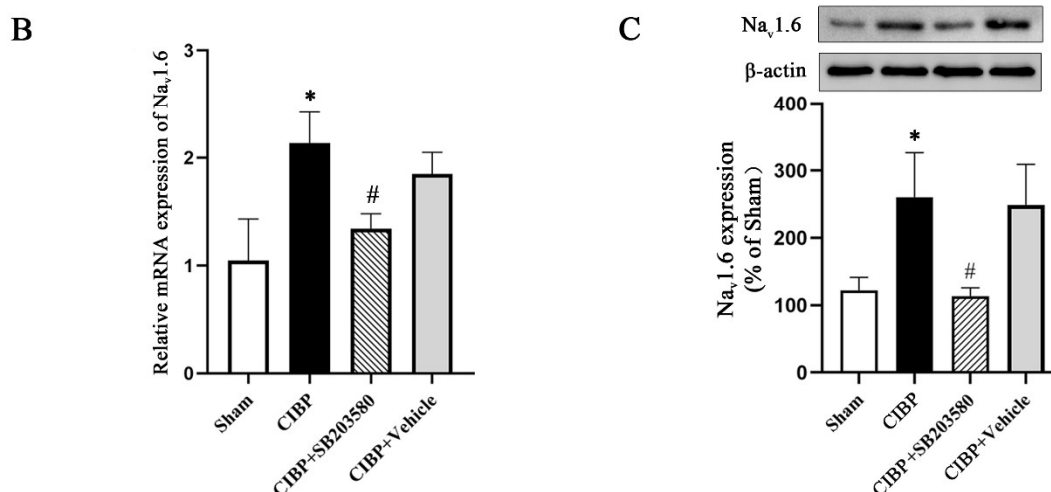 B
Relative mRNA expression of Naᵥ1.6
3
2
1
0
*
#
Sham
CIBP
CIBP+SB203580
CIBP+Vehicle
C
Naᵥ1.6
β-actin
Naᵥ1.6 expression
(% of Sham)
400
300
200
100
0
*
#
Sham
CIBP
CIBP+SB203580
CIBP+Vehicle